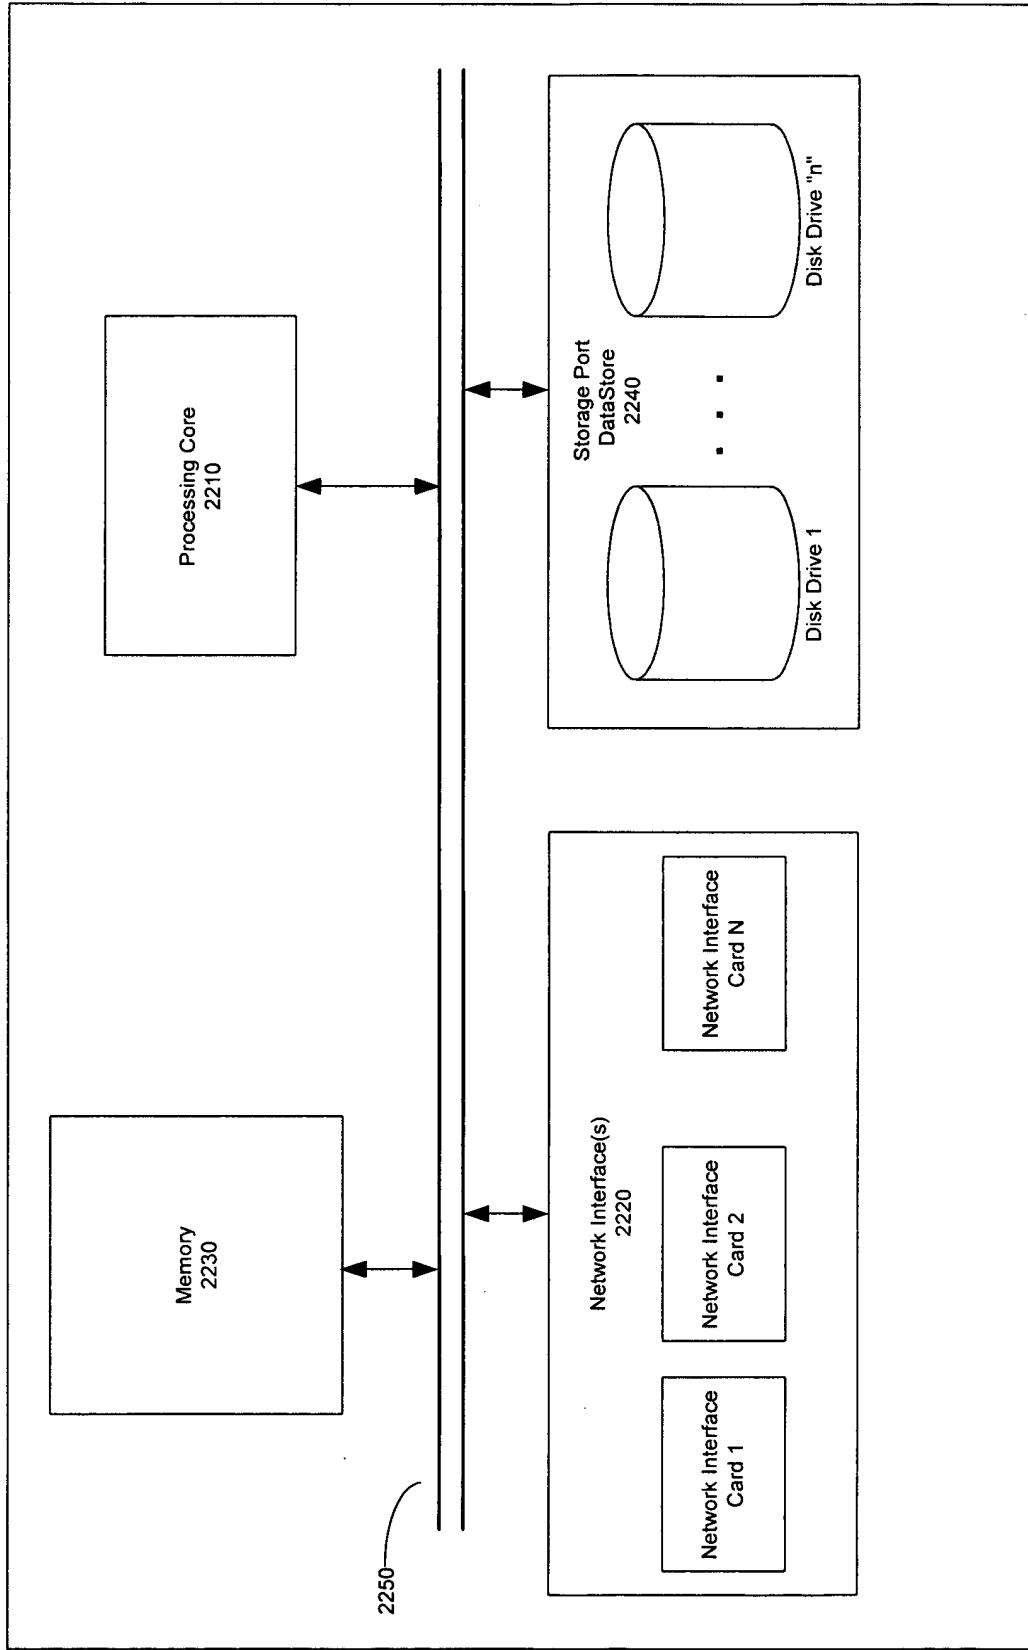 Memory
2230
Processing Core
2210
2250
Network Interface(s)
2220
Network Interface
Card 1
Network Interface
Card 2
Network Interface
Card N
Storage Port
DataStore
2240
. . .
Disk Drive 1
Disk Drive "n"